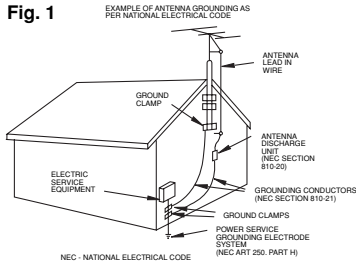 Fig. 1
EXAMPLE OF ANTENNA GROUNDING AS
PER NATIONAL ELECTRICAL CODE
ANTENNA
LEAD IN
WIRE
GROUND
CLAMP
ANTENNA
DISCHARGE
UNIT
(NEC SECTION
810-20)
ELECTRIC
SERVICE
EQUIPMENT
GROUNDING CONDUCTORS
(NEC SECTION 810-21)
GROUND CLAMPS
POWER SERVICE
GROUNDING ELECTRODE
SYSTEM
(NEC ART 250. PART H)
NEC - NATIONAL ELECTRICAL CODE